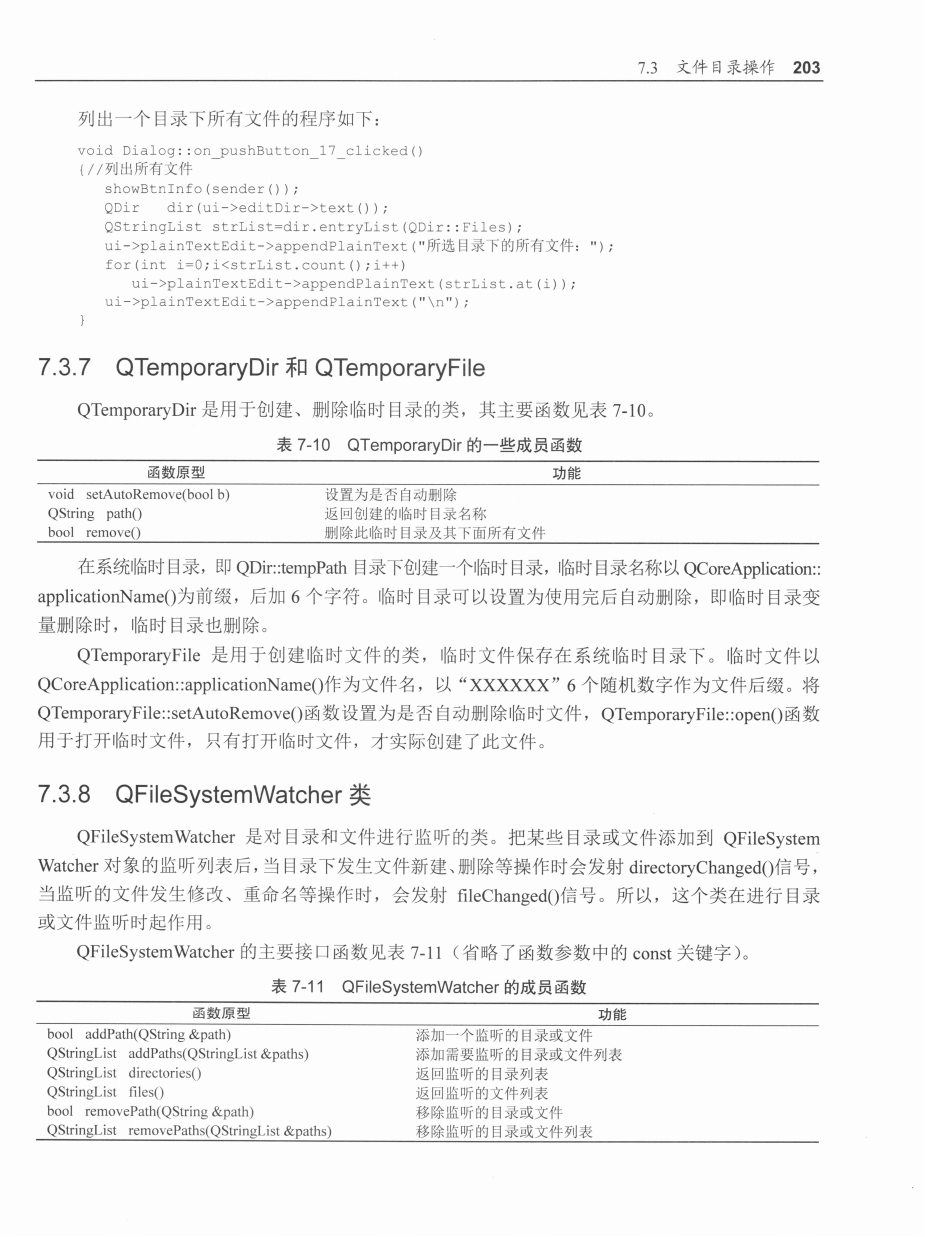 7.3 文件目录操作 203
列出一个目录下所有文件的程序如下：
void Dialog::on_pushButton_17_clicked()
{//列出所有文件
showBtnInfo(sender());
QDir dir(ui->editDir->text());
QStringList strList=dir.entryList(QDir::Files);
ui->plainTextEdit->appendPlainText("所选目录下的所有文件：");
for(int i=0;i<strList.count();i++)
ui->plainTextEdit->appendPlainText(strList.at(i));
ui->plainTextEdit->appendPlainText("\n");
}
7.3.7 QTemporaryDir 和 QTemporaryFile
QTemporaryDir 是用于创建、删除临时目录的类，其主要函数见表 7-10。
表 7-10 QTemporaryDir 的一些成员函数
函数原型 功能
void setAutoRemove(bool b) 设置为是否自动删除
QString path() 返回创建的临时目录名称
bool remove() 删除此临时目录及其下面所有文件
在系统临时目录，即 QDir::tempPath 目录下创建一个临时目录，临时目录名称以 QCoreApplication::
applicationName()为前缀，后加 6 个字符。临时目录可以设置为使用完后自动删除，即临时目录变
量删除时，临时目录也删除。
QTemporaryFile 是用于创建临时文件的类，临时文件保存在系统临时目录下。临时文件以
QCoreApplication::applicationName()作为文件名，以“XXXXXX”6 个随机数字作为文件后缀。将
QTemporaryFile::setAutoRemove()函数设置为是否自动删除临时文件，QTemporaryFile::open()函数
用于打开临时文件，只有打开临时文件，才实际创建了此文件。
7.3.8 QFileSystemWatcher 类
QFileSystemWatcher 是对目录和文件进行监听的类。把某些目录或文件添加到 QFileSystem
Watcher 对象的监听列表后，当目录下发生文件新建、删除等操作时会发射 directoryChanged()信号，
当监听的文件发生修改、重命名等操作时，会发射 fileChanged()信号。所以，这个类在进行目录
或文件监听时起作用。
QFileSystemWatcher 的主要接口函数见表 7-11（省略了函数参数中的 const 关键字）。
表 7-11 QFileSystemWatcher 的成员函数
函数原型 功能
bool addPath(QString &path) 添加一个监听的目录或文件
QStringList addPaths(QStringList &paths) 添加需要监听的目录或文件列表
QStringList directories() 返回监听的目录列表
QStringList files() 返回监听的文件列表
bool removePath(QString &path) 移除监听的目录或文件
QStringList removePaths(QStringList &paths) 移除监听的目录或文件列表